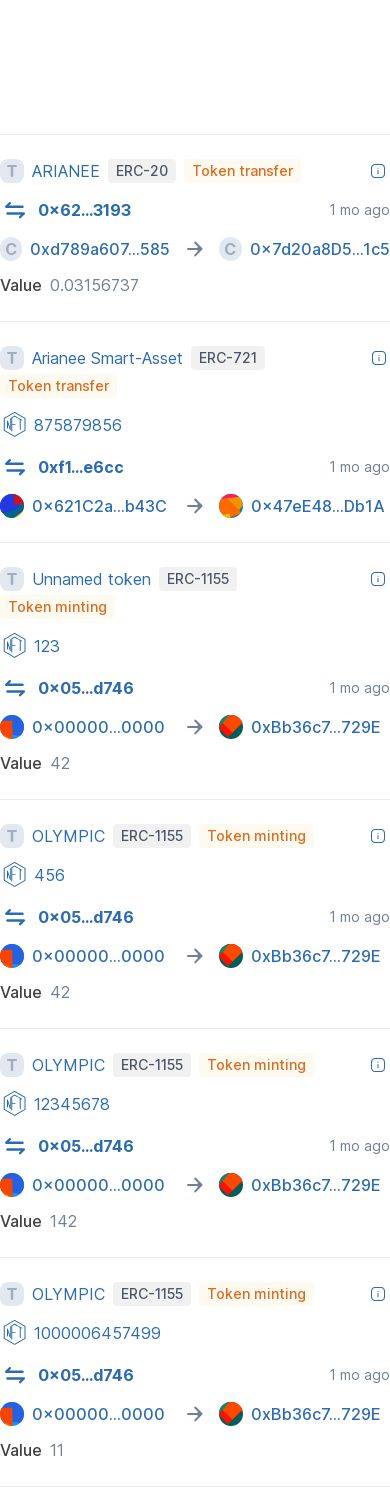 T ARIANEE ERC-20 Token transfer
0x62...3193 1 mo ago
C 0xd789a607...585 → C 0x7d20a8D5...1c5
Value 0.03156737
T Arianee Smart-Asset ERC-721
Token transfer
NFT 875879856
0xf1...e6cc 1 mo ago
0x621C2a...b43C → 0x47eE48...Db1A
T Unnamed token ERC-1155
Token minting
NFT 123
0x05...d746 1 mo ago
0x00000...0000 → 0xBb36c7...729E
Value 42
T OLYMPIC ERC-1155 Token minting
NFT 456
0x05...d746 1 mo ago
0x00000...0000 → 0xBb36c7...729E
Value 42
T OLYMPIC ERC-1155 Token minting
NFT 12345678
0x05...d746 1 mo ago
0x00000...0000 → 0xBb36c7...729E
Value 142
T OLYMPIC ERC-1155 Token minting
NFT 1000006457499
0x05...d746 1 mo ago
0x00000...0000 → 0xBb36c7...729E
Value 11